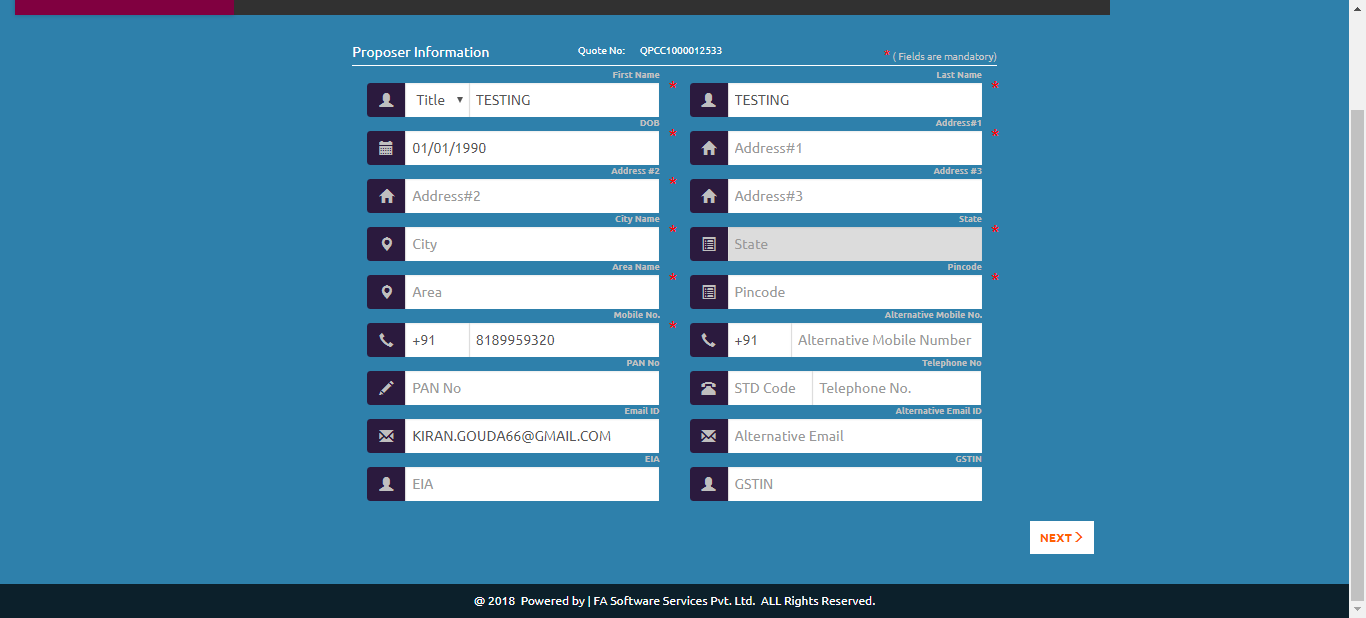 Proposer Information Quote No: QPCC1000012533 * ( Fields are mandatory)
First Name Last Name
Title TESTING * TESTING *
DOB Address#1
01/01/1990 * Address#1 *
Address #2 Address #3
Address#2 * Address#3
City Name State
City * State *
Area Name Pincode
Area * Pincode *
Mobile No. Alternative Mobile No.
+91 8189959320 * +91 Alternative Mobile Number
PAN No Telephone No
PAN No STD Code Telephone No.
Email ID Alternative Email ID
KIRAN.GOUDA66@GMAIL.COM Alternative Email
EIA GSTIN
EIA GSTIN
NEXT
@ 2018 Powered by | FA Software Services Pvt. Ltd. ALL Rights Reserved.